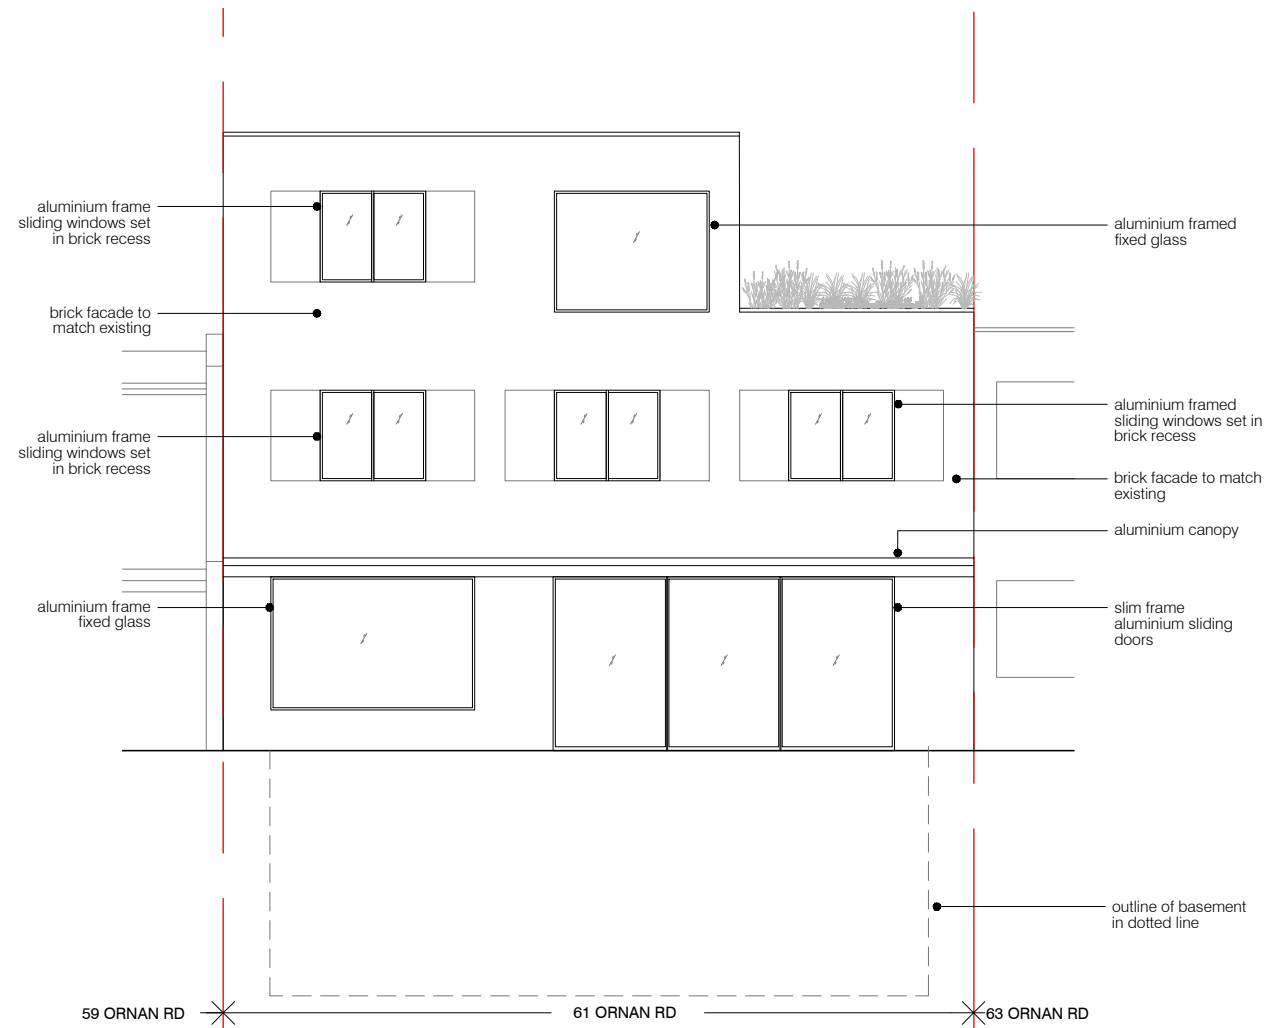 aluminium frame
sliding windows set
in brick recess
brick facade to
match existing
aluminium frame
sliding windows set
in brick recess
aluminium frame
fixed glass
aluminium framed
fixed glass
aluminium framed
sliding windows set in
brick recess
brick facade to match
existing
aluminium canopy
slim frame
aluminium sliding
doors
outline of basement
in dotted line
59 ORNAN RD
61 ORNAN RD
63 ORNAN RD